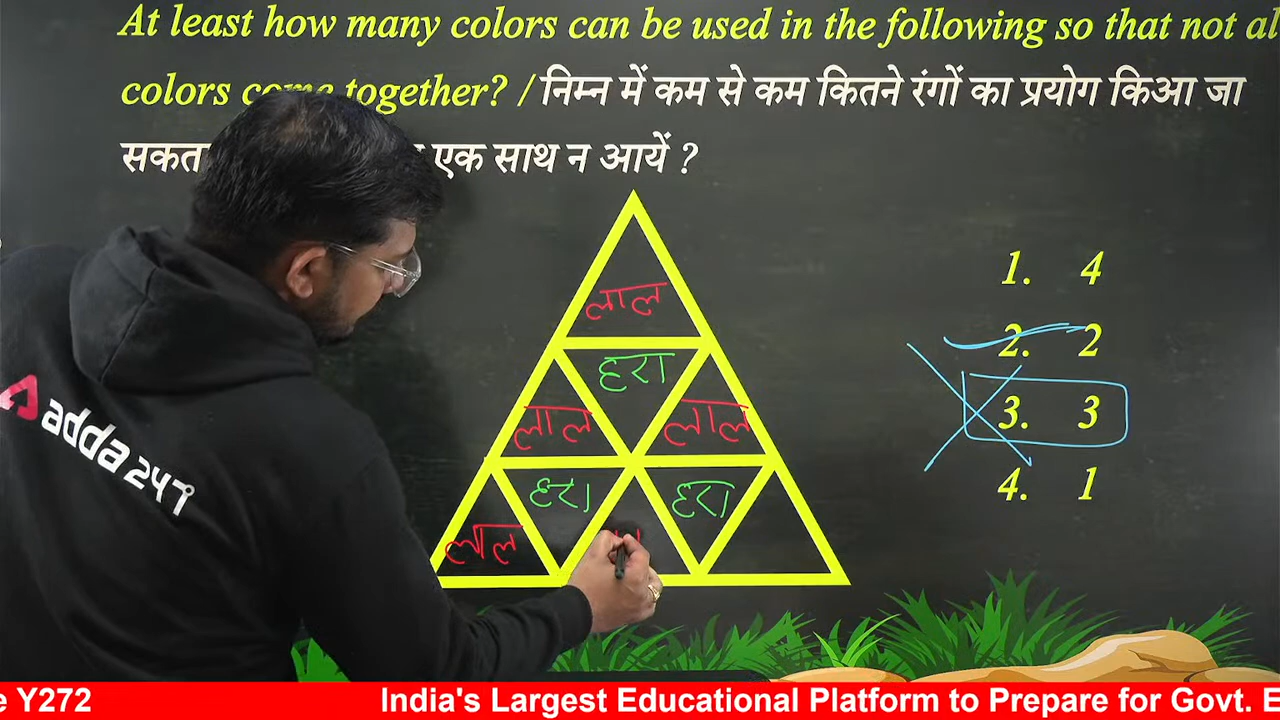 At least how many colors can be used in the following so that not al
colors come together? / निम्न में कम से कम कितने रंगों का प्रयोग किआ जा
सकत एक साथ न आयें ?
लाल
हरा
लाल लाल
हरा हरा
लाल
1. 4
2. 2
3. 3
4. 1
adda 247
e Y272 India's Largest Educational Platform to Prepare for Govt. E